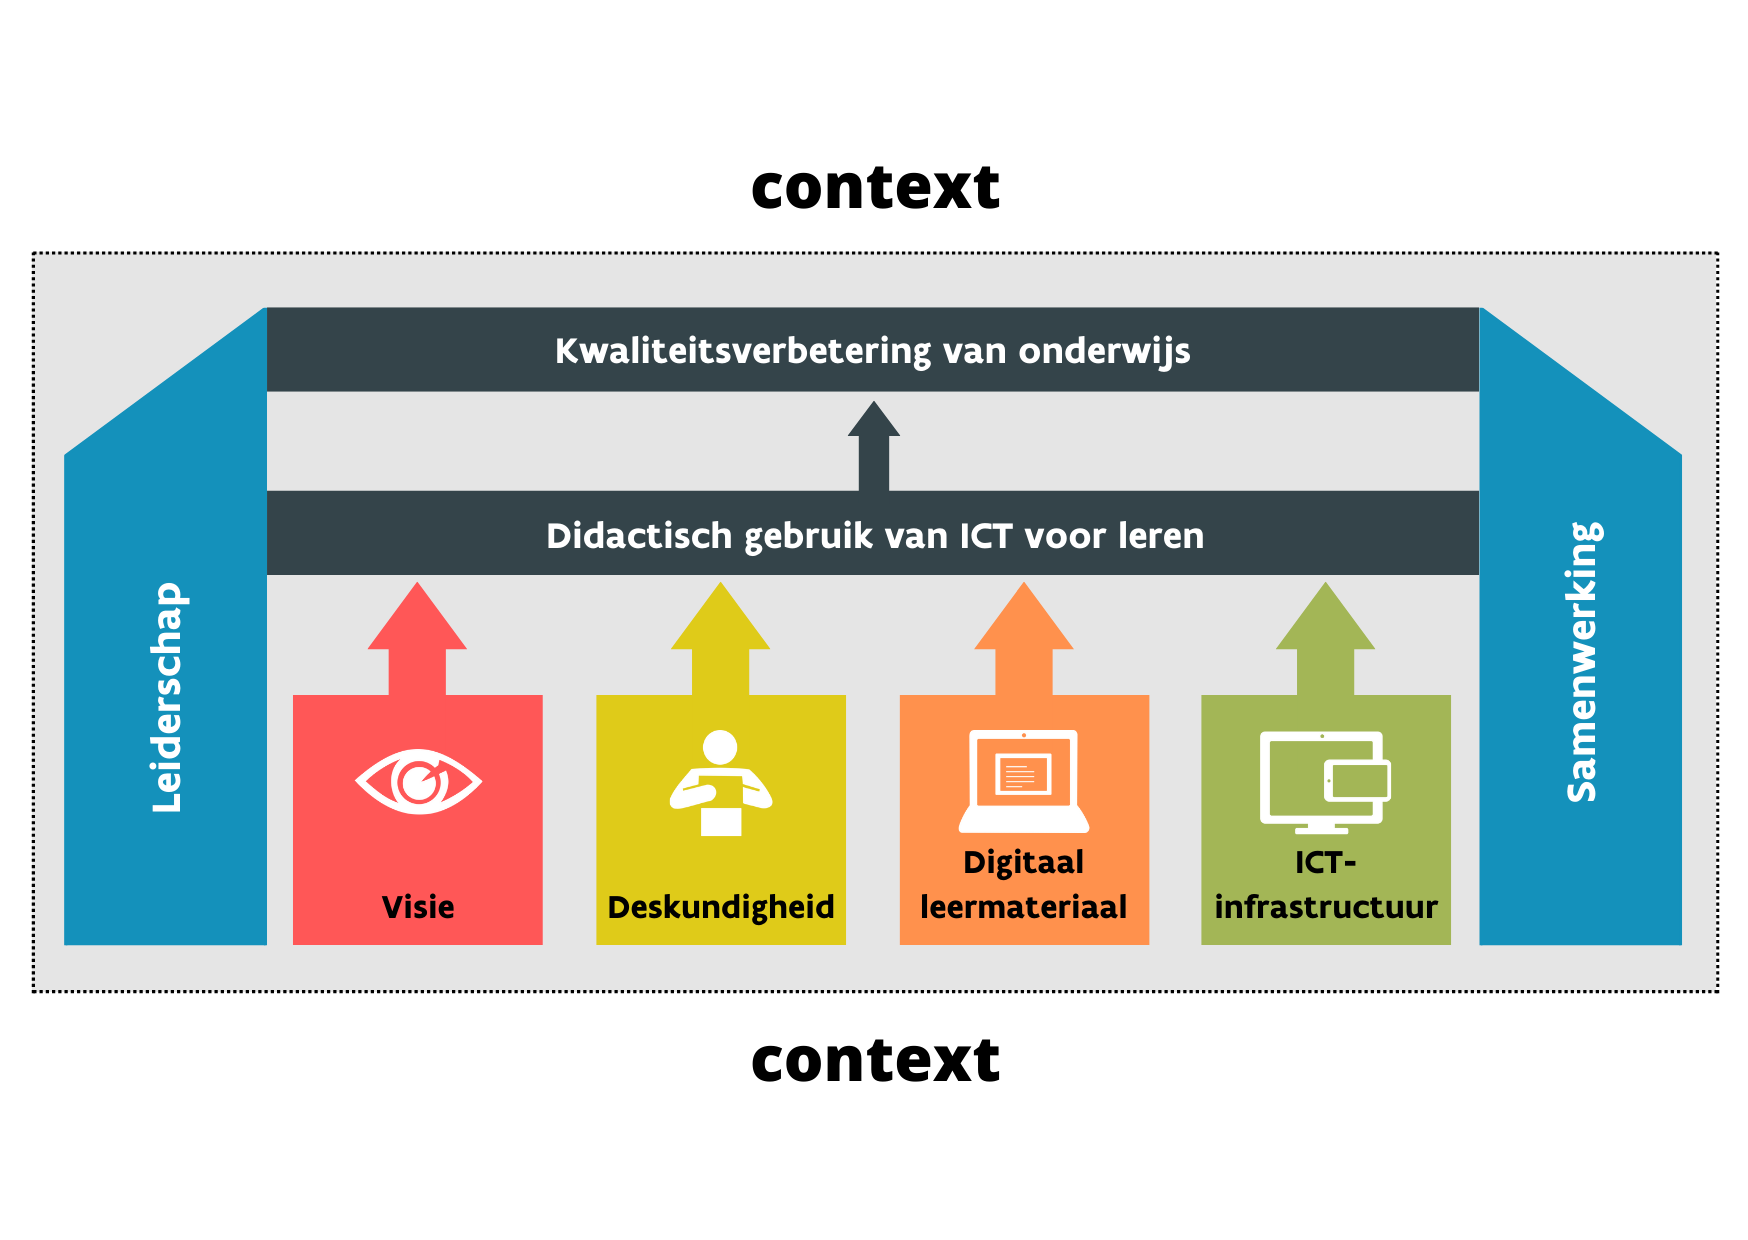 context
Kwaliteitsverbetering van onderwijs
Didactisch gebruik van ICT voor leren
Leiderschap
Visie
Deskundigheid
Digitaal
leermateriaal
ICT-
infrastructuur
Samenwerking
context